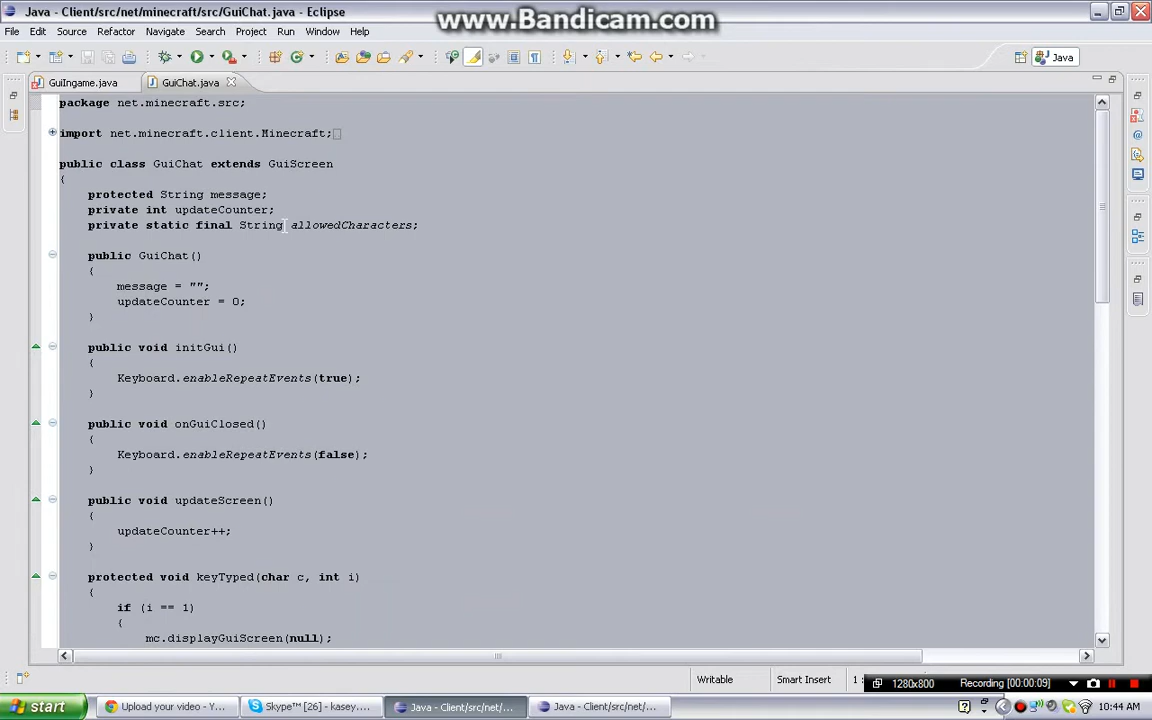 Java - Client/src/net/minecraft/src/GuiChat.java - Eclipse
www.Bandicam.com
File Edit Source Refactor Navigate Search Project Run Window Help
Java
GuiIngame.java GuiChat.java
package net.minecraft.src;
import net.minecraft.client.Minecraft;
public class GuiChat extends GuiScreen
{
protected String message;
private int updateCounter;
private static final String allowedCharacters;
public GuiChat()
{
message = "";
updateCounter = 0;
}
public void initGui()
{
Keyboard.enableRepeatEvents(true);
}
public void onGuiClosed()
{
Keyboard.enableRepeatEvents(false);
}
public void updateScreen()
{
updateCounter++;
}
protected void keyTyped(char c, int i)
{
if (i == 1)
{
mc.displayGuiScreen(null);
Writable Smart Insert 1 : 1280x800 Recording [00:00:09]
start Upload your video - Y... Skype™ [26] - kasey.... Java - Client/src/net/... Java - Client/src/net/... 10:44 AM